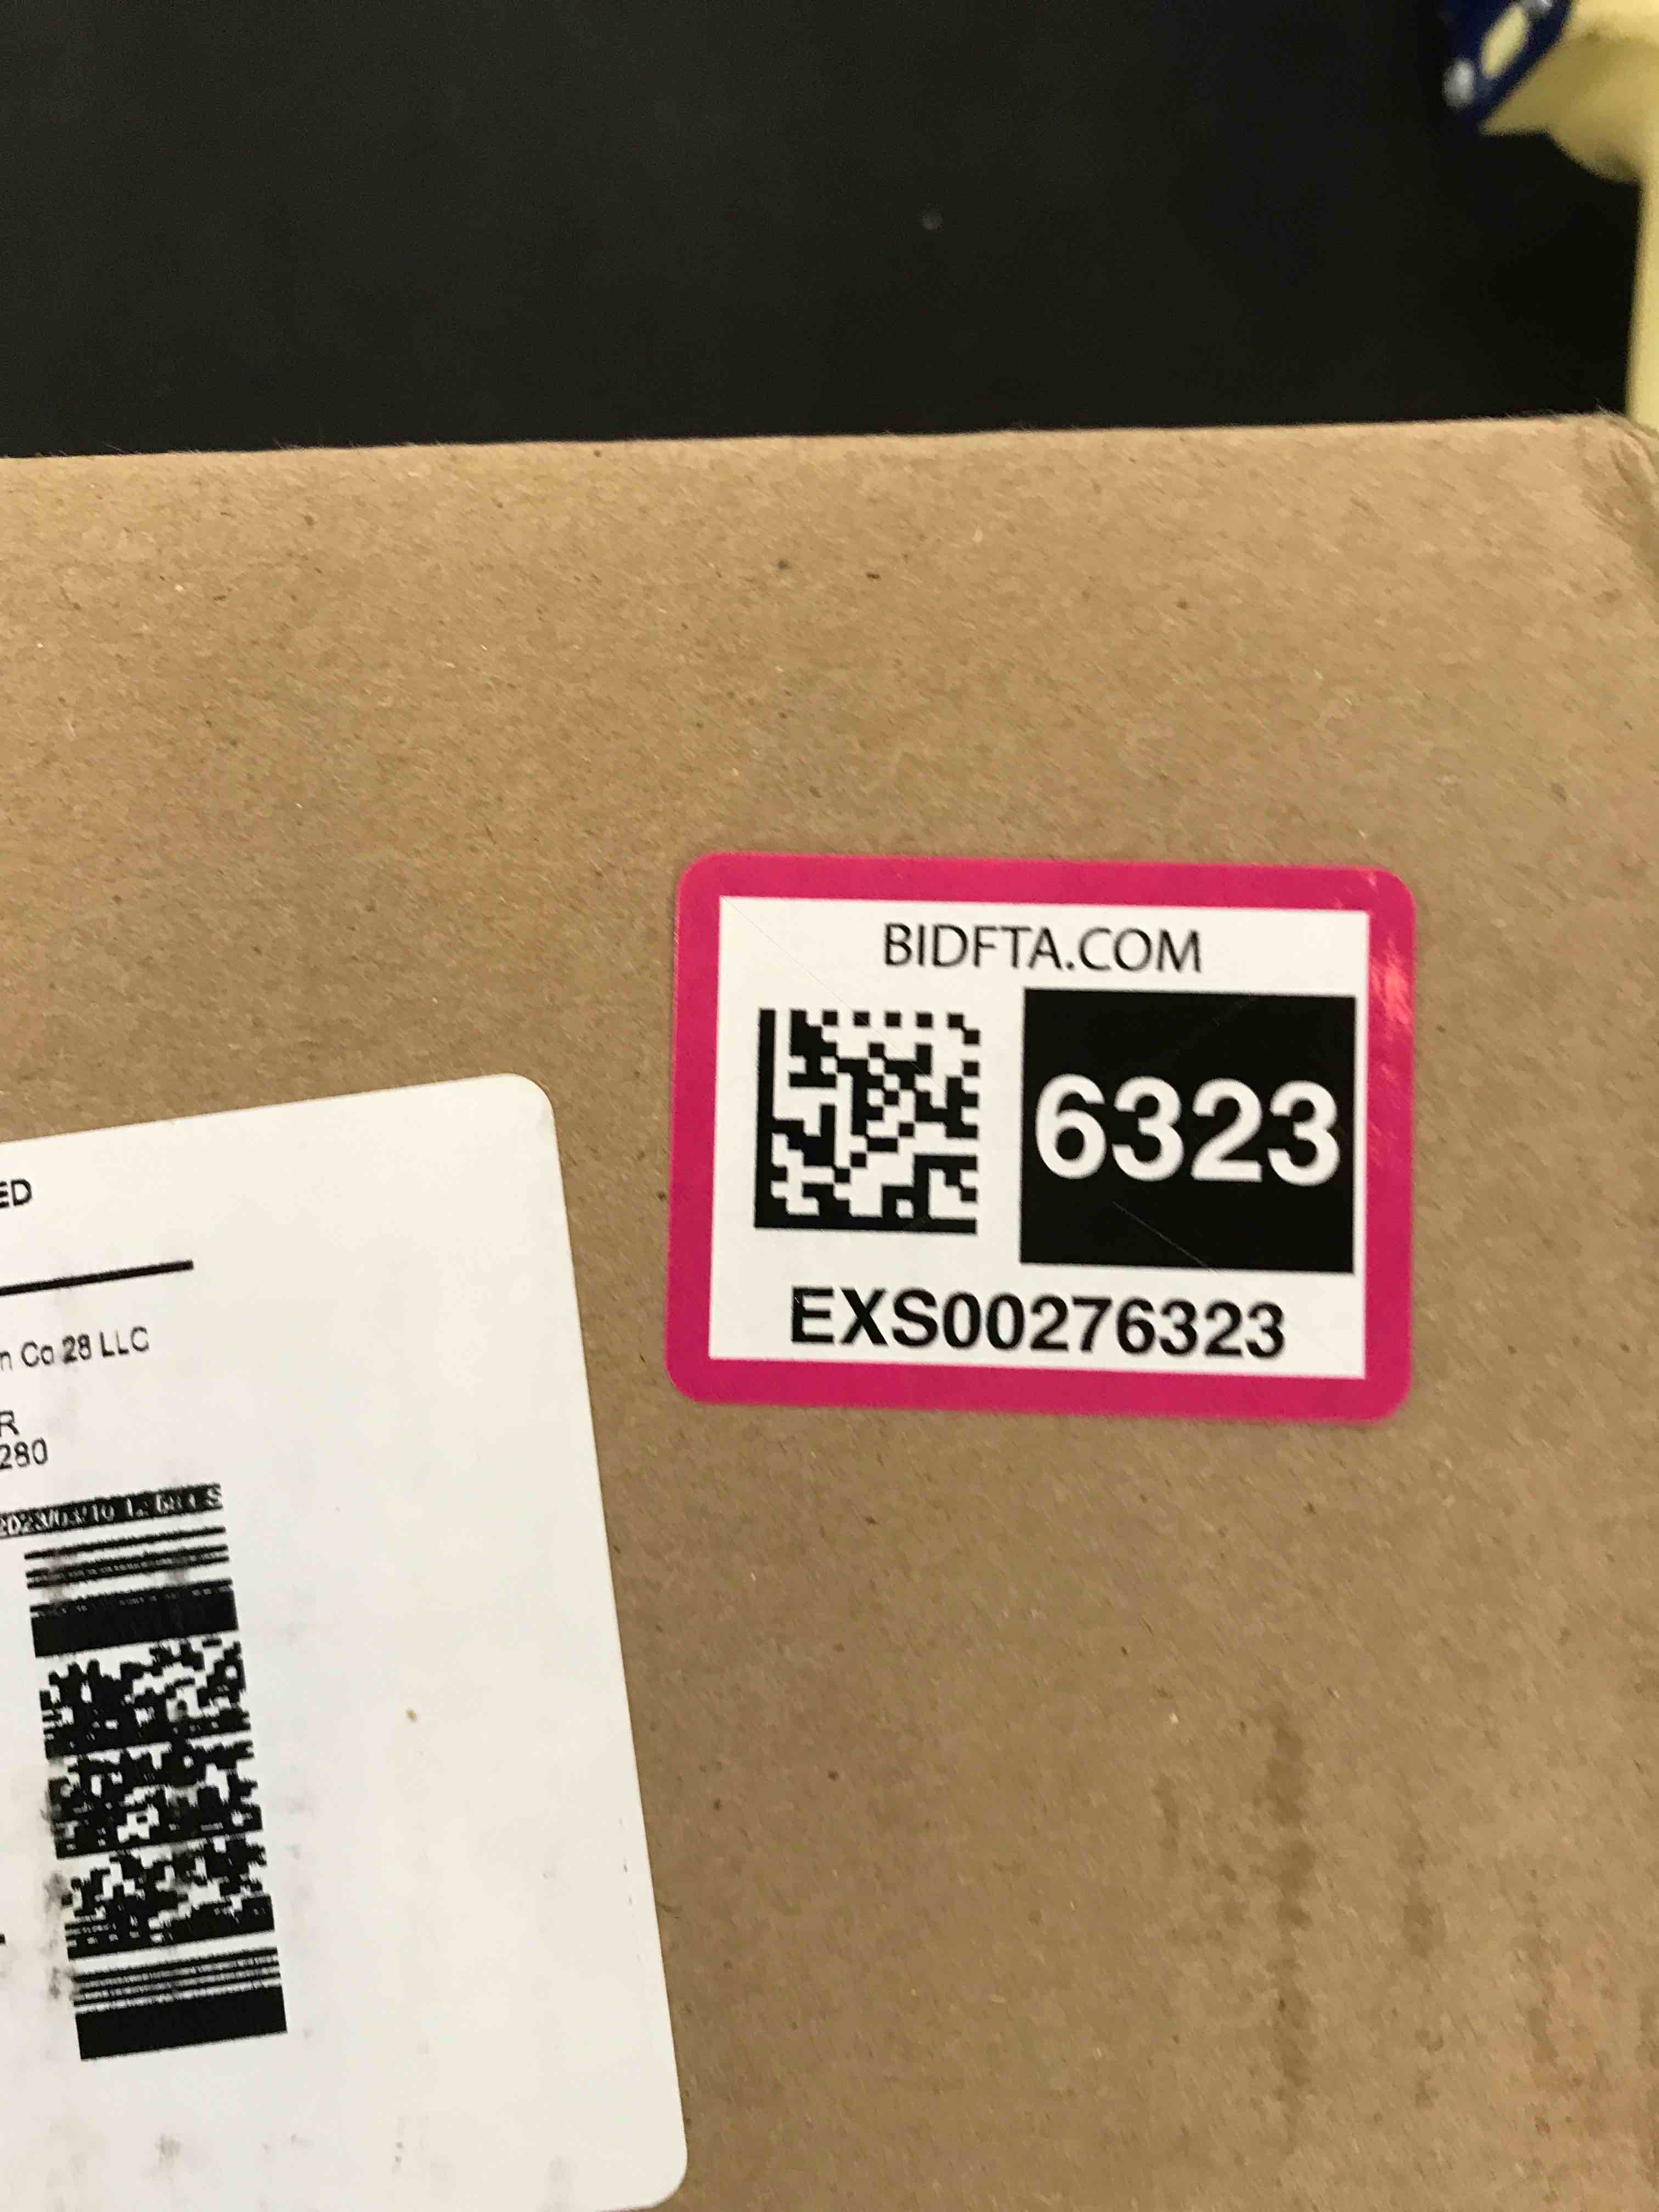 BIDFTA.COM
6323
EXS00276323
ED
n Co 28 LLC
R
280